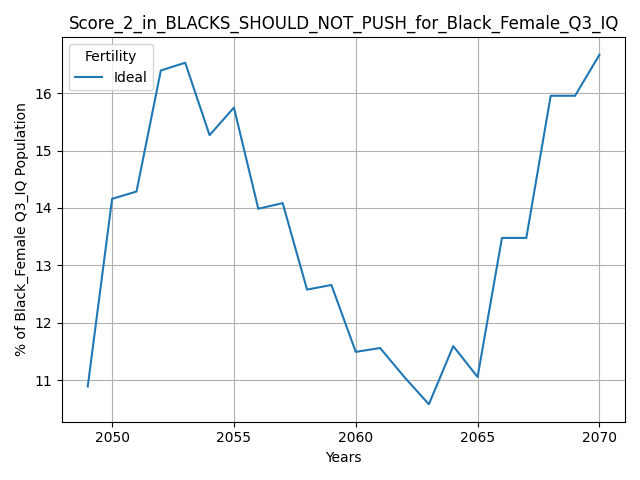 Score_2_in_BLACKS_SHOULD_NOT_PUSH_for_Black_Female_Q3_IQ
Fertility
Ideal
% of Black_Female Q3_IQ Population
16
15
14
13
12
11
2050
2055
2060
2065
2070
Years